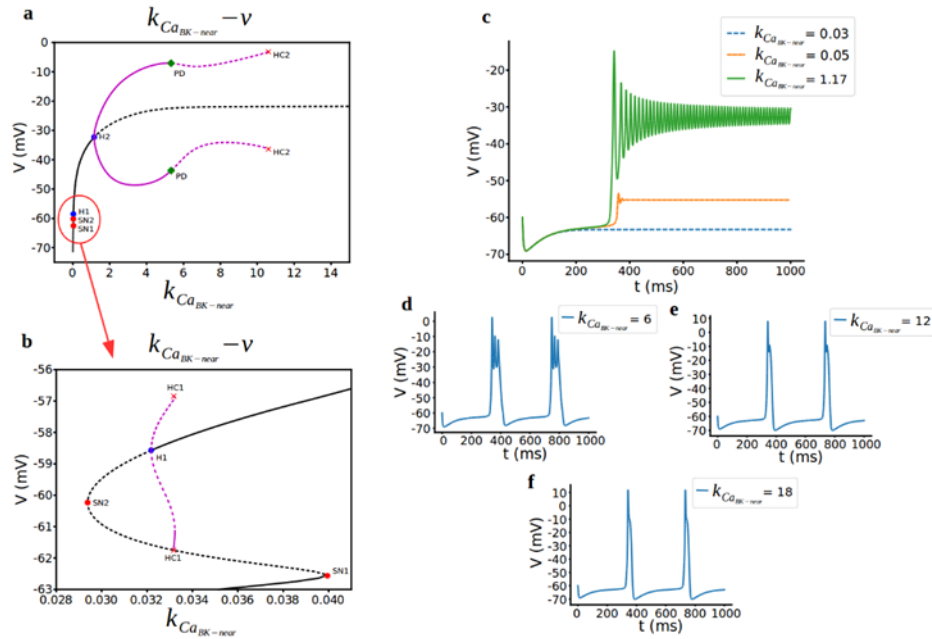 a
k_{Ca_{BK-near}} - v
V (mV)
0
-10
-20
-30
-40
-50
-60
-70
PD
HC2
H2
PD
HC2
H1
SN2
SN1
0 2 4 6 8 10 12 14
k_{Ca_{BK-near}}
b
k_{Ca_{BK-near}} - v
V (mV)
-56
-57
-58
-59
-60
-61
-62
-63
HC1
H1
SN2
HC1
SN1
0.028 0.030 0.032 0.034 0.036 0.038 0.040
k_{Ca_{BK-near}}
c
k_{Ca_{BK-near}} = 0.03
k_{Ca_{BK-near}} = 0.05
k_{Ca_{BK-near}} = 1.17
V (mV)
-20
-30
-40
-50
-60
-70
0 200 400 600 800 1000
t (ms)
d
k_{Ca_{BK-near}} = 6
V (mV)
0
-10
-20
-30
-40
-50
-60
-70
0 200 400 600 800 1000
t (ms)
e
k_{Ca_{BK-near}} = 12
V (mV)
10
0
-10
-20
-30
-40
-50
-60
-70
0 200 400 600 800 1000
t (ms)
f
k_{Ca_{BK-near}} = 18
V (mV)
10
0
-10
-20
-30
-40
-50
-60
-70
0 200 400 600 800 1000
t (ms)